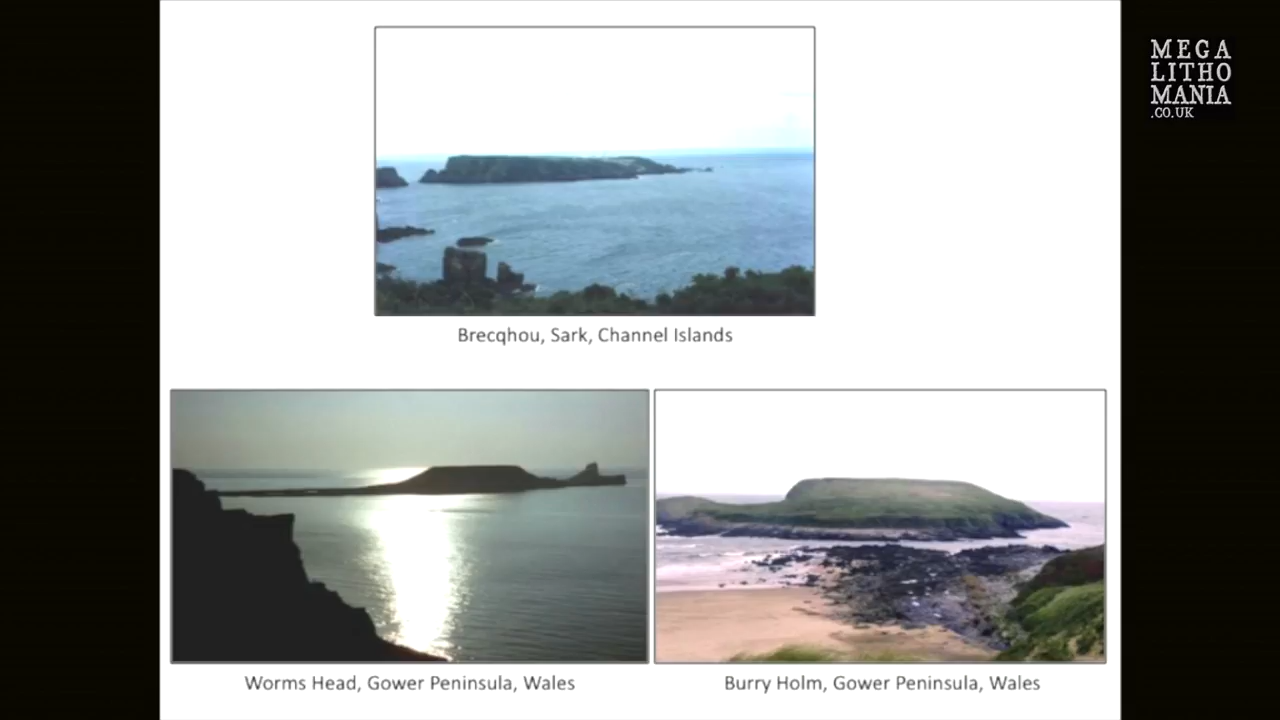 MEGA
LITHO
MANIA
.CO.UK
Brecqhou, Sark, Channel Islands
Worms Head, Gower Peninsula, Wales
Burry Holm, Gower Peninsula, Wales